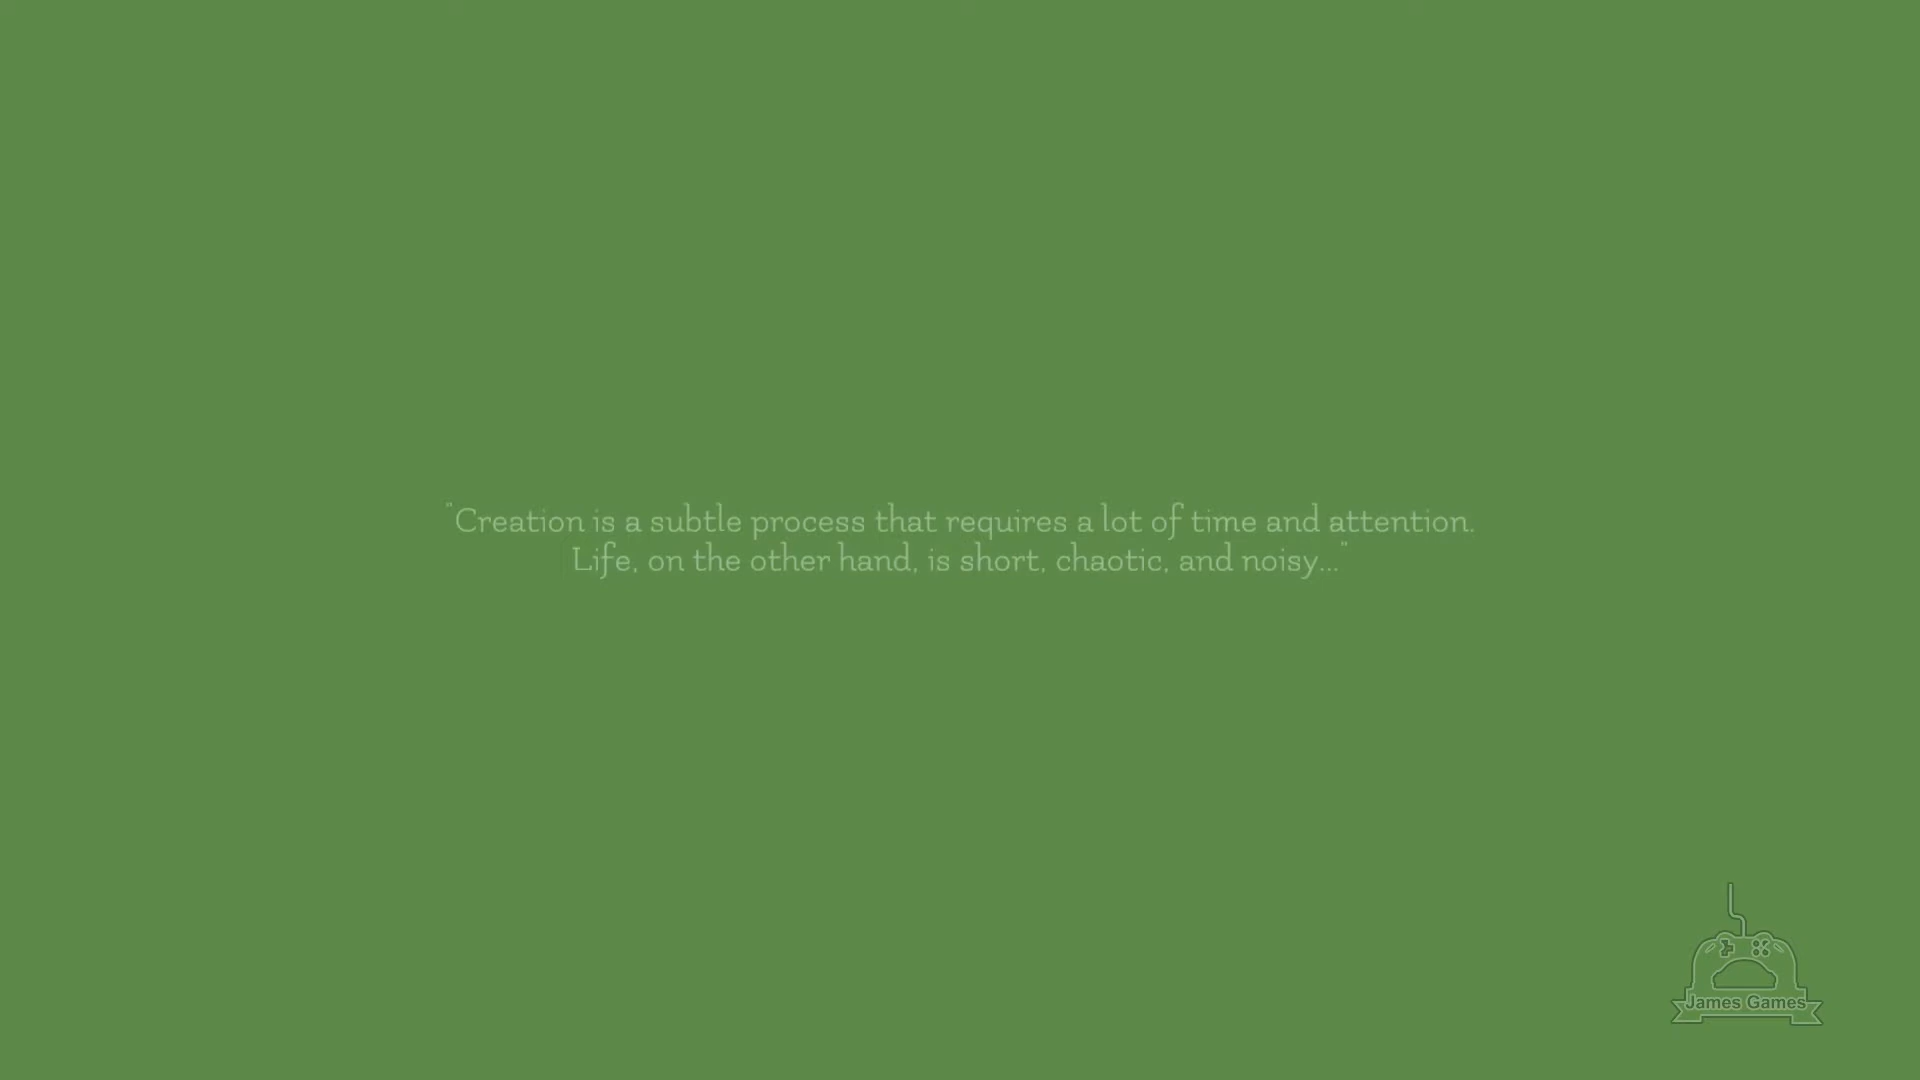 "Creation is a subtle process that requires a lot of time and attention.
Life, on the other hand, is short, chaotic, and noisy..."
James Games